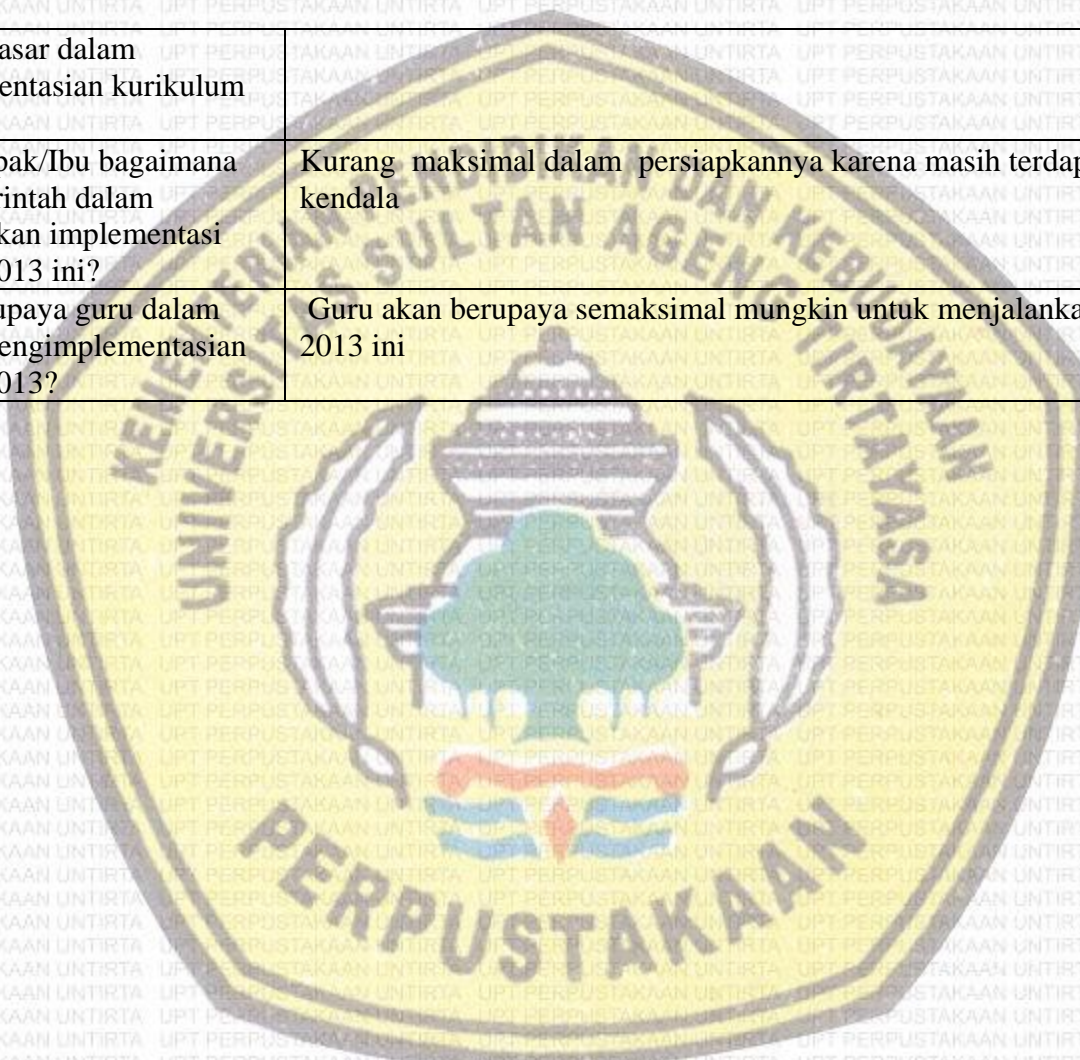 asar dalam
entasian kurikulum
pak/Ibu bagaimana
rintah dalam
kan implementasi
013 ini?
Kurang maksimal dalam persiapkannya karena masih terdap
kendala
upaya guru dalam
engimplementasian
013?
Guru akan berupaya semaksimal mungkin untuk menjalanka
2013 ini
KEMENTERIAN PENDIDIKAN DAN KEBUDAYAAN
UNIVERSITAS SULTAN AGENG TIRTAYASA
PERPUSTAKAAN